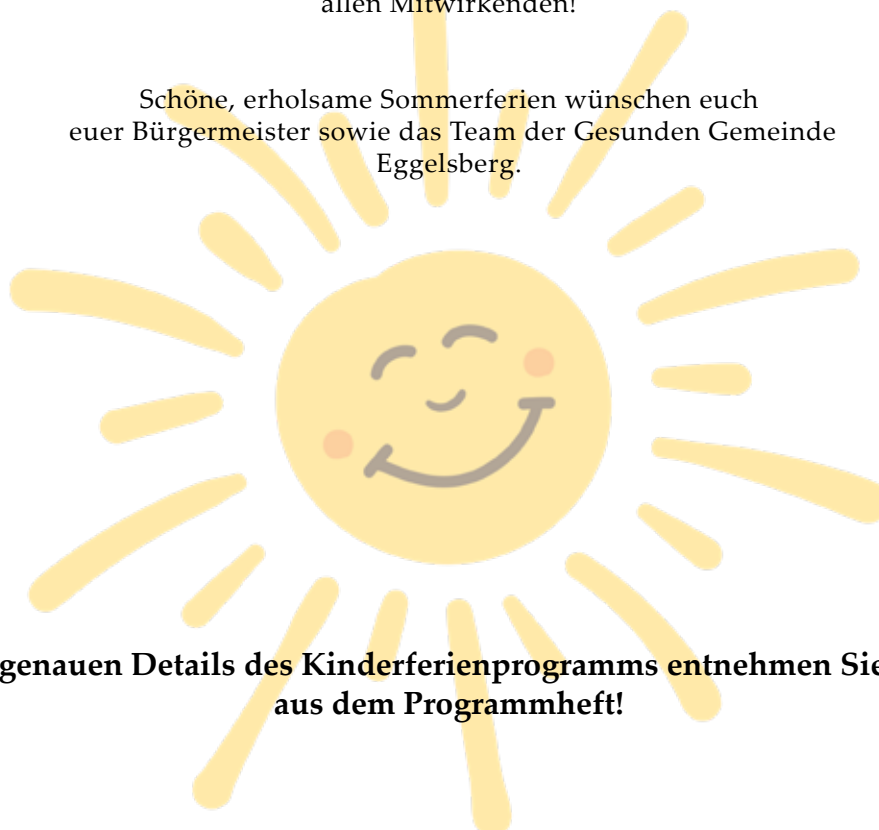 allen Mitwirkenden!
Schöne, erholsame Sommerferien wünschen euch
euer Bürgermeister sowie das Team der Gesunden Gemeinde
Eggelsberg.
genauen Details des Kinderferienprogramms entnehmen Sie
aus dem Programmheft!